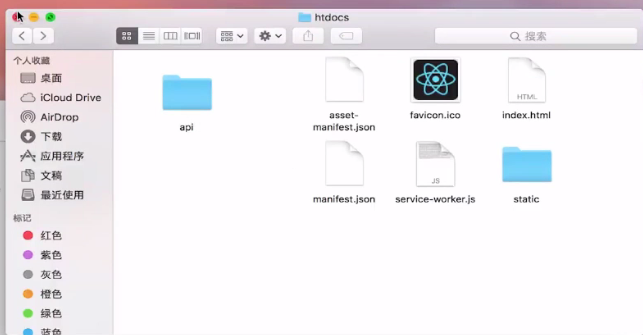 htdocs
搜索
个人收藏
桌面
iCloud Drive
AirDrop
下载
应用程序
文稿
最近使用
标记
红色
紫色
灰色
橙色
绿色
蓝色
api
asset-
manifest.json
favicon.ico
HTML
index.html
manifest.json
JS
service-worker.js
static